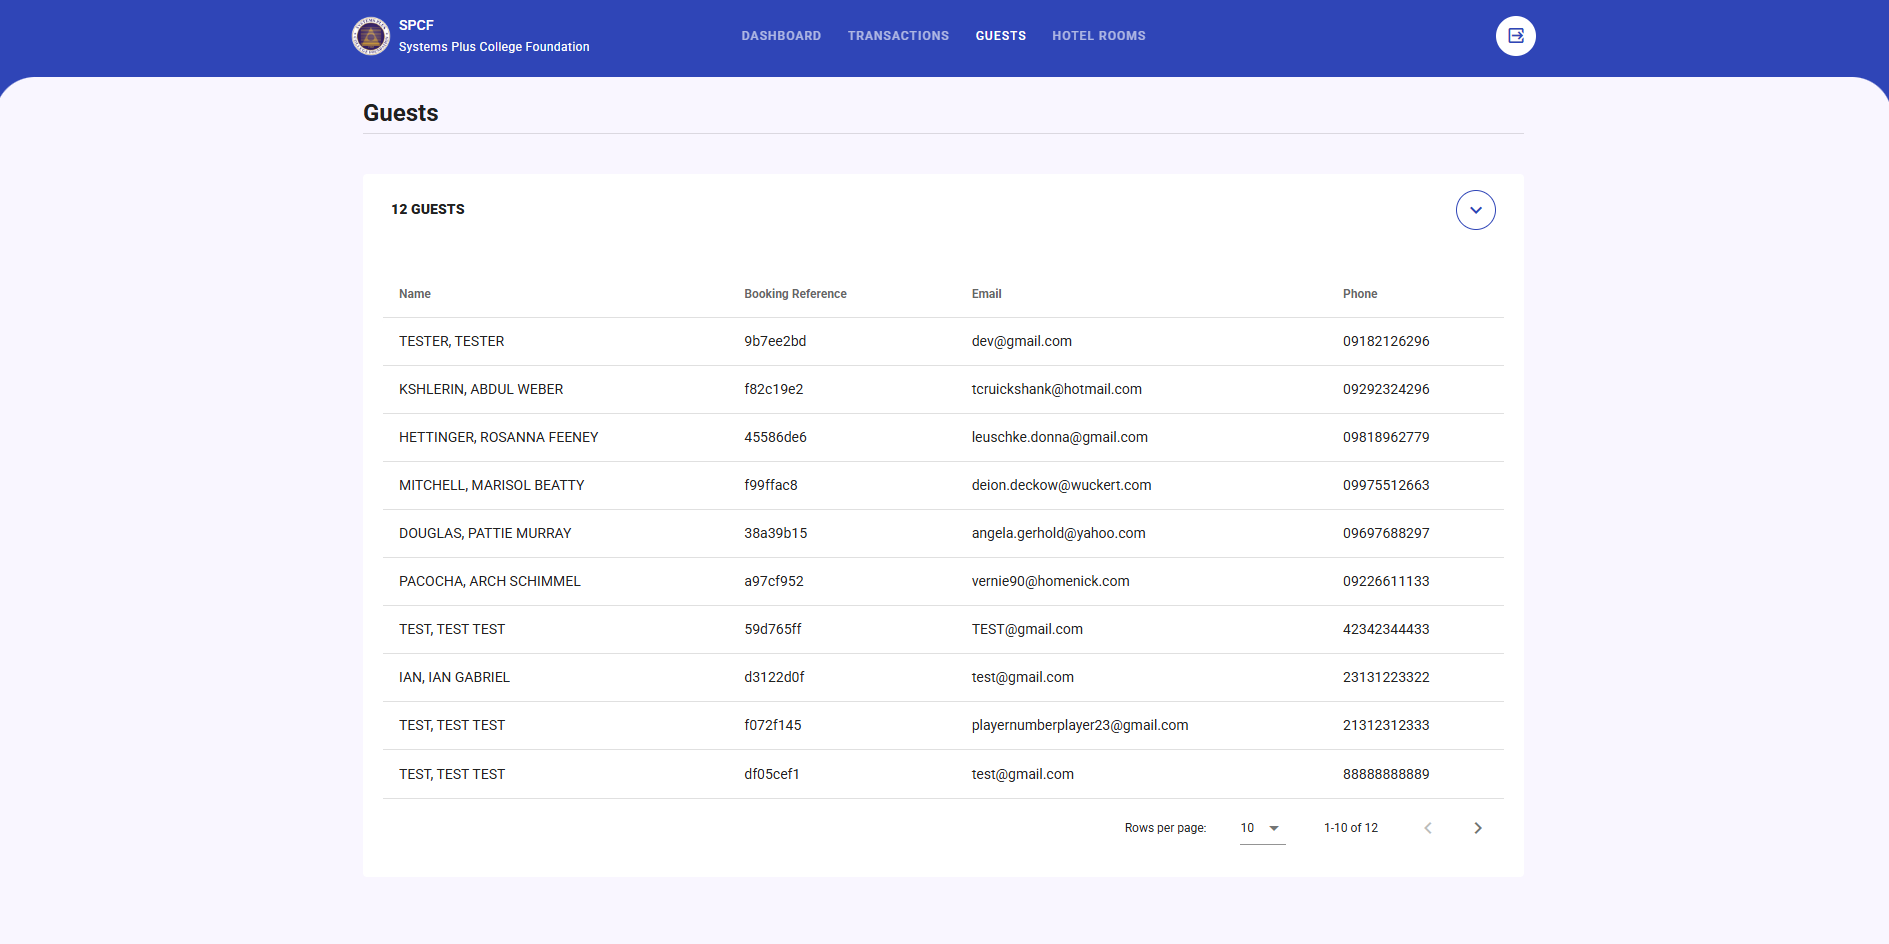 SPCF
Systems Plus College Foundation
DASHBOARD TRANSACTIONS GUESTS HOTEL ROOMS
Guests
12 GUESTS
Name Booking Reference Email Phone
TESTER, TESTER 9b7ee2bd dev@gmail.com 09182126296
KSHLERIN, ABDUL WEBER f82c19e2 tcruickshank@hotmail.com 09292324296
HETTINGER, ROSANNA FEENEY 45586de6 leuschke.donna@gmail.com 09818962779
MITCHELL, MARISOL BEATTY f99ffac8 deion.deckow@wuckert.com 09975512663
DOUGLAS, PATTIE MURRAY 38a39b15 angela.gerhold@yahoo.com 09697688297
PACOCHA, ARCH SCHIMMEL a97cf952 vernie90@homenick.com 09226611133
TEST, TEST TEST 59d765ff TEST@gmail.com 42342344433
IAN, IAN GABRIEL d3122d0f test@gmail.com 23131223322
TEST, TEST TEST f072f145 playernumberplayer23@gmail.com 21312312333
TEST, TEST TEST df05cef1 test@gmail.com 88888888889
Rows per page: 10 1-10 of 12